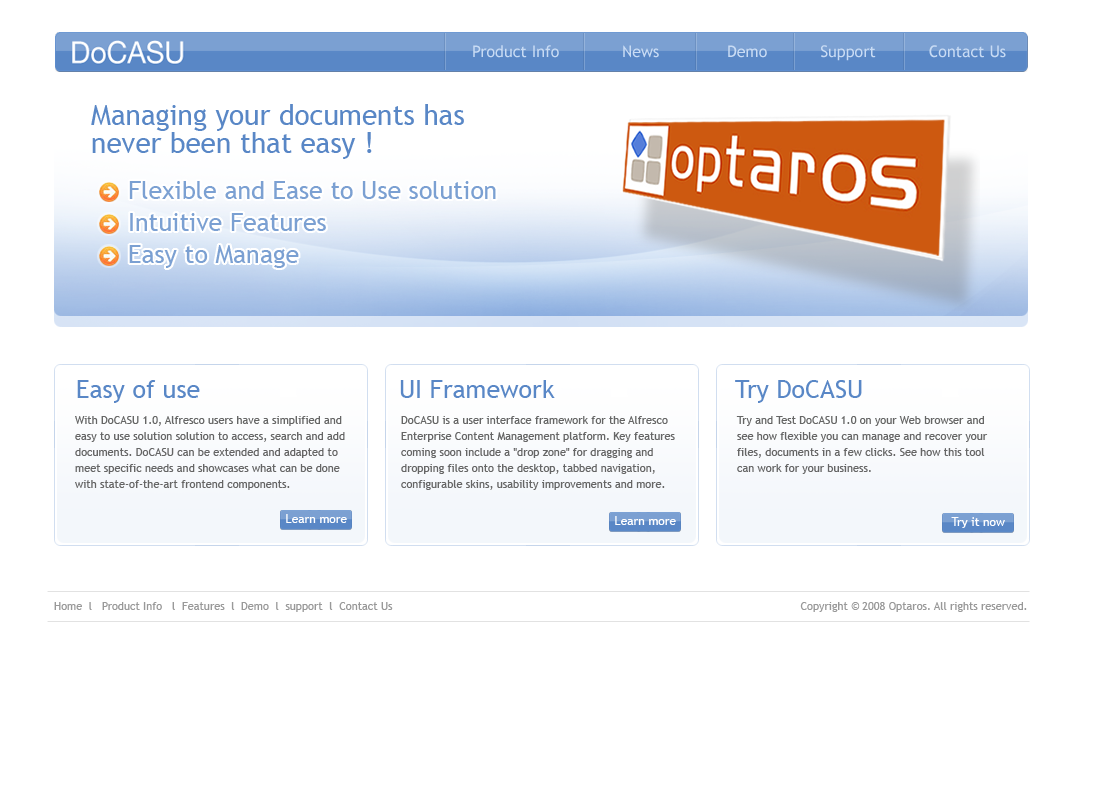 DoCASU
Product Info
News
Demo
Support
Contact Us
Managing your documents has
never been that easy !
Flexible and Ease to Use solution
Intuitive Features
Easy to Manage
optaros
Easy of use
With DoCASU 1.0, Alfresco users have a simplified and
easy to use solution solution to access, search and add
documents. DoCASU can be extended and adapted to
meet specific needs and showcases what can be done
with state-of-the-art frontend components.
Learn more
UI Framework
DoCASU is a user interface framework for the Alfresco
Enterprise Content Management platform. Key features
coming soon include a "drop zone" for dragging and
dropping files onto the desktop, tabbed navigation,
configurable skins, usability improvements and more.
Learn more
Try DoCASU
Try and Test DoCASU 1.0 on your Web browser and
see how flexible you can manage and recover your
files, documents in a few clicks. See how this tool
can work for your business.
Try it now
Home l Product Info l Features l Demo l support l Contact Us
Copyright © 2008 Optaros. All rights reserved.